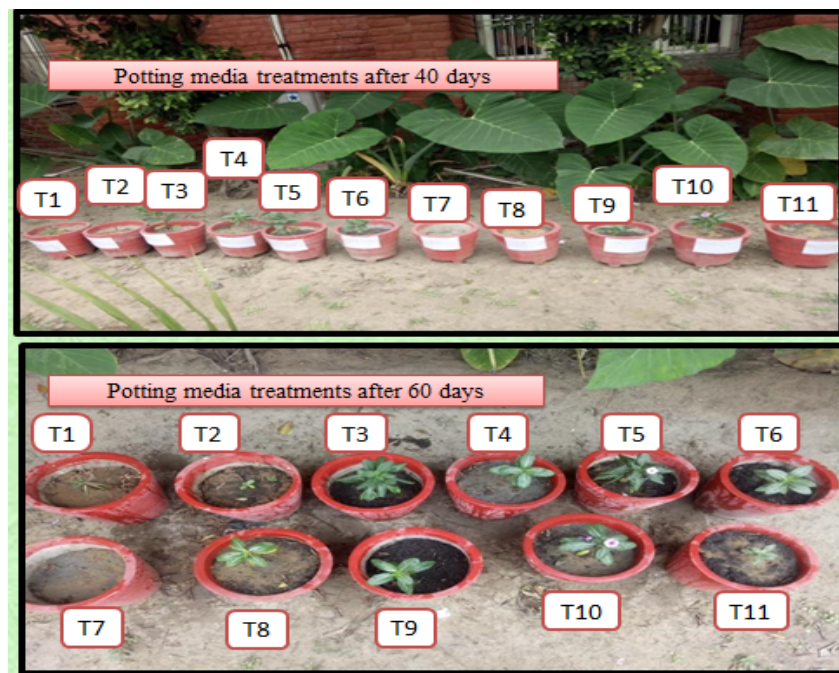 Potting media treatments after 40 days
T1
T2
T3
T4
T5
T6
T7
T8
T9
T10
T11
Potting media treatments after 60 days
T1
T2
T3
T4
T5
T6
T7
T8
T9
T10
T11